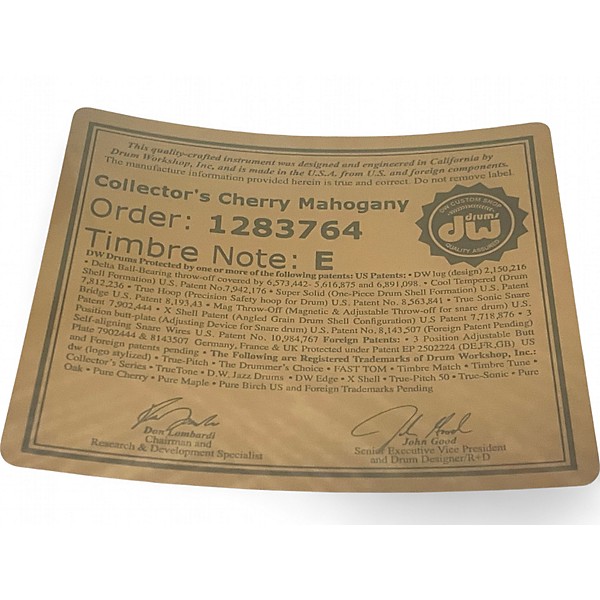 This quality-crafted instrument was designed and engineered in California by
Drum Workshop, Inc, and is made in the U.S.A. from U.S. and foreign components.
The manufacture information provided herein is true and correct. Do not remove label.
Collector's Cherry Mahogany
Order: 1283764
Timbre Note: E
DW CUSTOM SHOP
drums
dw
QUALITY ASSURED
DW Drums Protected by one or more of the following patents: US Patents: • DW lug (design) 2,150,216
• Delta Ball-Bearing throw-off covered by 6,573,442- 5,616,875 and 6,891,098. • Cool Tempered (Drum
Shell Formation) U.S. Patent No.7,942,176 • Super Solid (One-Piece Drum Shell Formation) U.S. Patent
7,812,236 • True Hoop (Precision Safety hoop for Drum) U.S. Patent No. 8,563,841 • True Sonic Snare
Bridge U.S. Patent 8,193,43 • Mag Throw-Off (Magnetic & Adjustable Throw-off for snare drum) U.S.
Patent 7,902,444 • X Shell Patent (Angled Grain Drum Shell Configuration) U.S Patent 7,718,876 • 3
Position butt-plate (Adjusting Device for Snare drum) U.S. Patent No. 8,143,507 (Foreign Patent Pending)
Self-aligning Snare Wires U.S. Patent No. 10,984,767 Foreign Patents: • 3 Position Adjustable Butt
Plate 7902444 & 8143507 Germany, France & UK Protected under Patent EP 2502224 (DE,FR,GB) US
and Foreign patents pending • The Following are Registered Trademarks of Drum Workshop, Inc.:
dw (logo stylized) • True-Pitch • The Drummer's Choice • FAST TOM • Timbre Match • Timbre Tune •
Collector's Series • TrueTone • D.W. Jazz Drums • DW Edge • X Shell • True-Pitch 50 • True-Sonic • Pure
Oak • Pure Cherry • Pure Maple • Pure Birch US and Foreign Trademarks Pending
Don Lombardi
Chairman and
Research & Development Specialist
John Good
Senior Executive Vice President
and Drum Designer/R+D